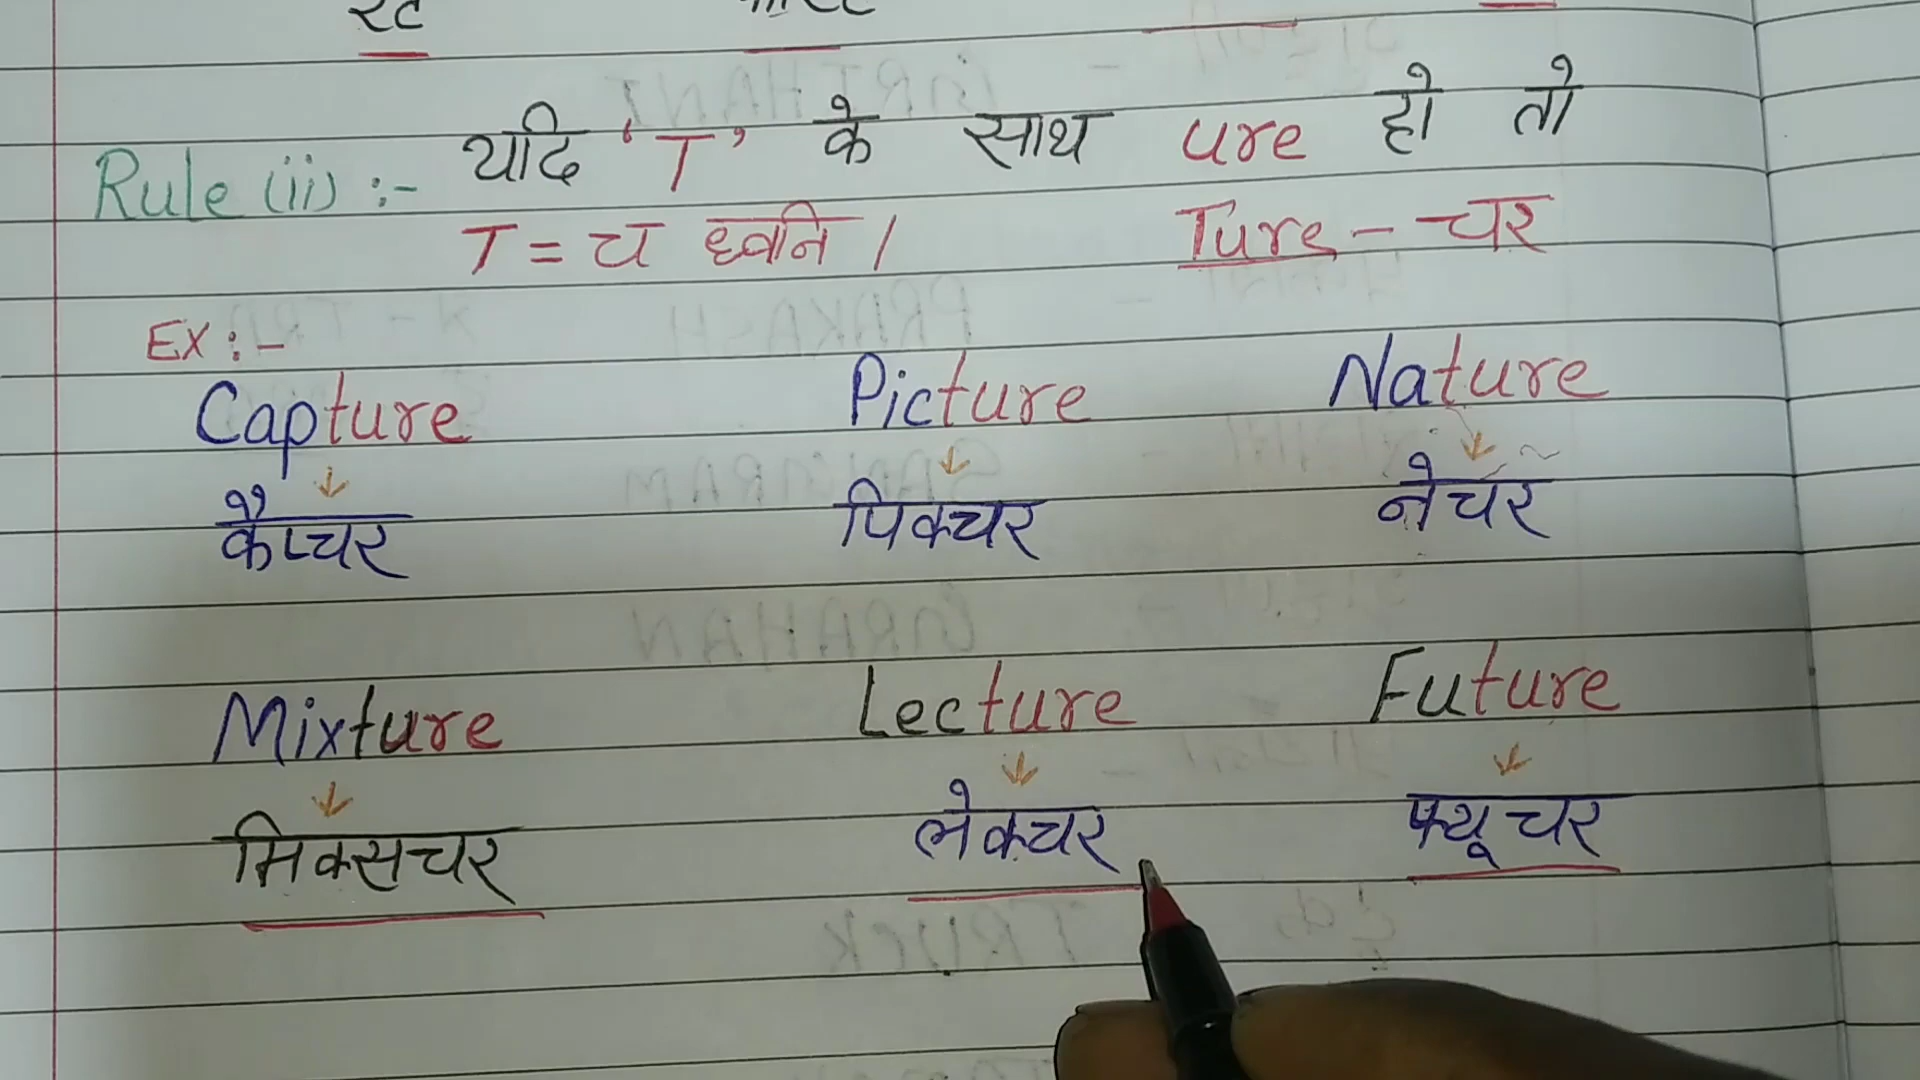 रट
यदि 'T' के साथ ure हो तो
Rule (ii) :-
T = च ध्वनि । Ture - चर
Ex :-
Capture Picture Nature
↓ ↓ ↓
कैप्चर पिक्चर नेचर
Mixture Lecture Future
↓ ↓ ↓
मिक्सचर लेक्चर फ्यूचर